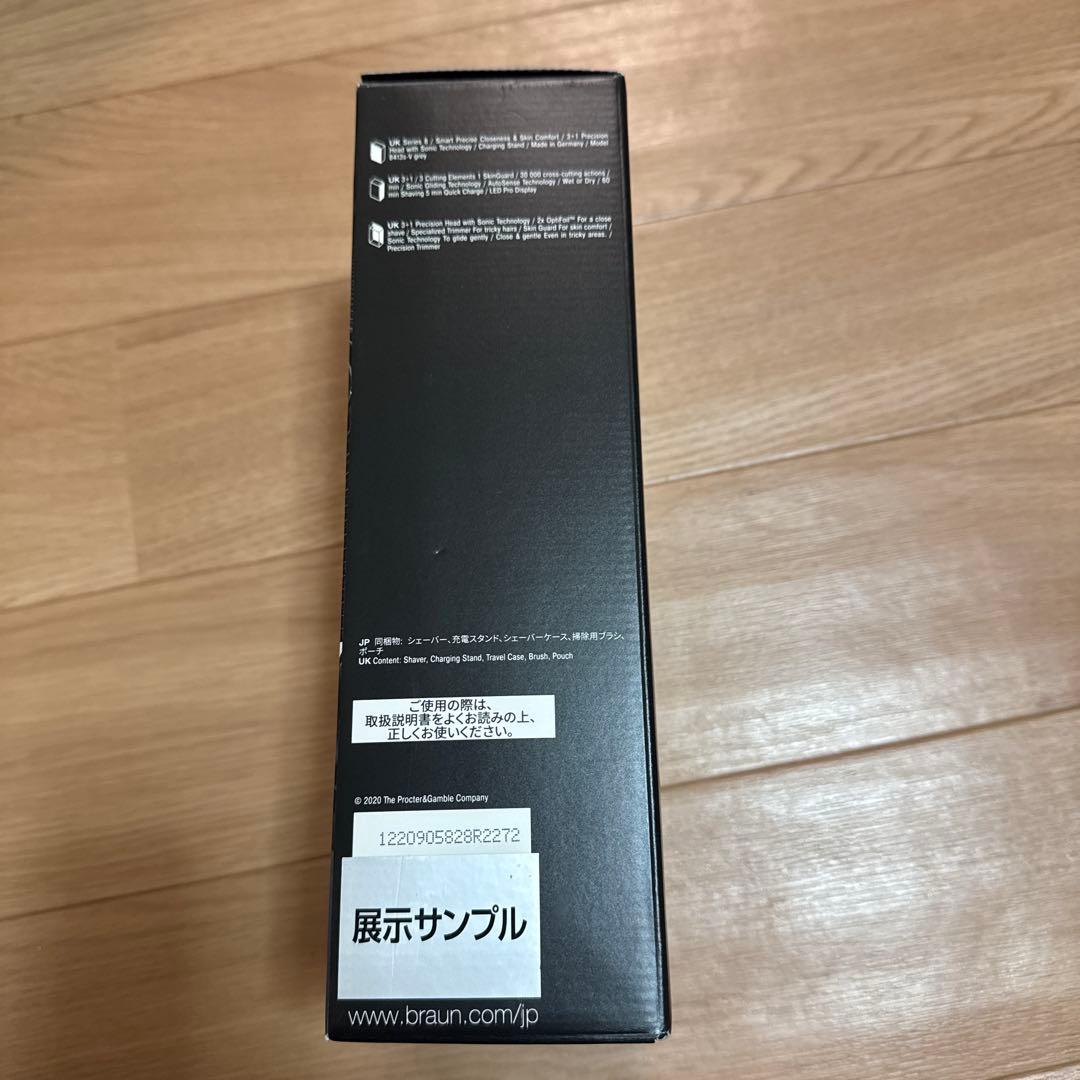 UK Series 8 / Smart Precise Closeness & Skin Comfort / 3+1 Precision
Head with Sonic Technology / Charging Stand / Made in Germany / Model
8413s-V grey
UK 3+1 / 3 Cutting Elements 1 SkinGuard / 30 000 cross-cutting actions /
min / Sonic Gliding Technology / AutoSense Technology / Wet or Dry / 60
min Shaving 5 min Quick Charge / LED Pro Display
UK 3+1 Precision Head with Sonic Technology / 2x OptiFoil™ For a close
shave / Specialized Trimmer For tricky hairs / Skin Guard For skin comfort /
Sonic Technology To glide gently / Close & gentle Even in tricky areas. /
Precision Trimmer
JP 同梱物: シェーバー、充電スタンド、シェーバーケース、掃除用ブラシ、
ポーチ
UK Content: Shaver, Charging Stand, Travel Case, Brush, Pouch
ご使用の際は、
取扱説明書をよくお読みの上、
正しくお使いください。
© 2020 The Procter&Gamble Company
1220905828R2272
展示サンプル
www.braun.com/jp